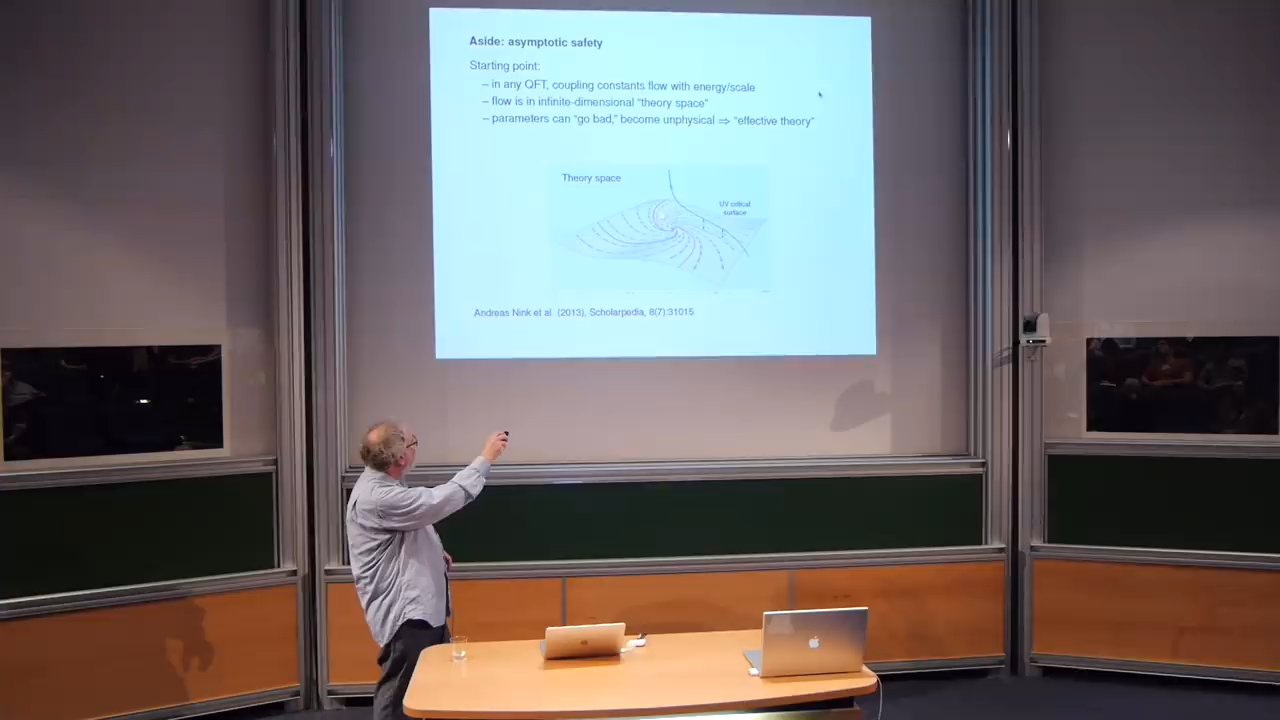 Aside: asymptotic safety
Starting point:
– in any QFT, coupling constants flow with energy/scale
– flow is in infinite-dimensional “theory space”
– parameters can “go bad,” become unphysical ⇒ “effective theory”
Theory space
UV critical
surface
Andreas Nink et al. (2013), Scholarpedia, 8(7):31015